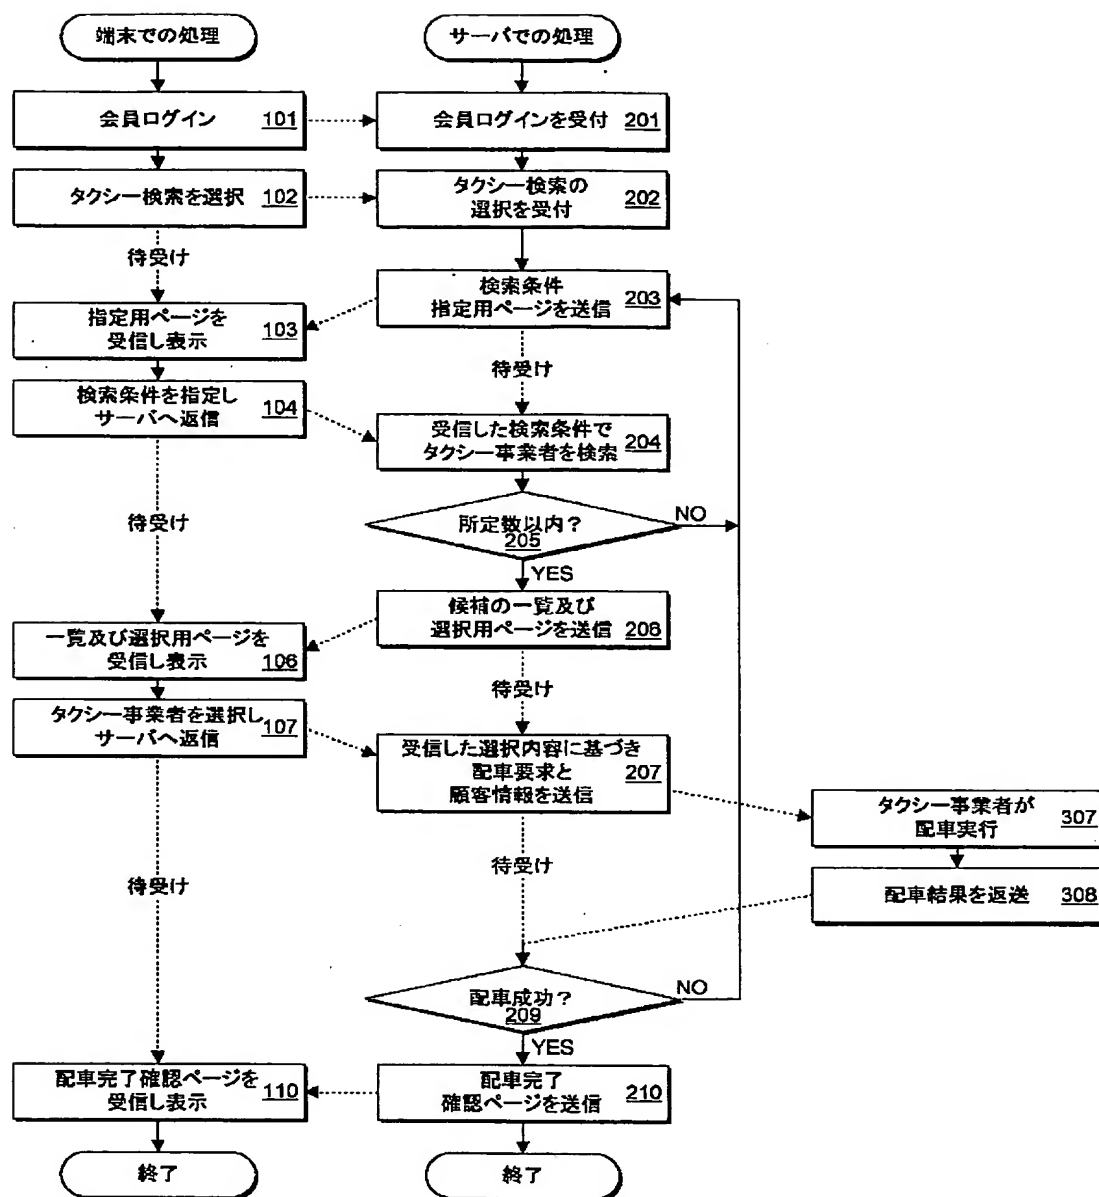 端末での処理
サーバでの処理
会員ログイン 101
会員ログインを受付 201
タクシー検索を選択 102
タクシー検索の
選択を受付 202
待受け
検索条件
指定用ページを送信 203
指定用ページを
受信し表示 103
待受け
検索条件を指定し
サーバへ返信 104
受信した検索条件で
タクシー事業者を検索 204
待受け
所定数以内?
205
NO
YES
候補の一覧及び
選択用ページを送信 206
一覧及び選択用ページを
受信し表示 106
待受け
タクシー事業者を選択し
サーバへ返信 107
受信した選択内容に基づき
配車要求と
顧客情報を送信 207
タクシー事業者が
配車実行 307
待受け
待受け
配車結果を返送 308
配車成功?
209
NO
YES
配車完了確認ページを
受信し表示 110
配車完了
確認ページを送信 210
終了
終了